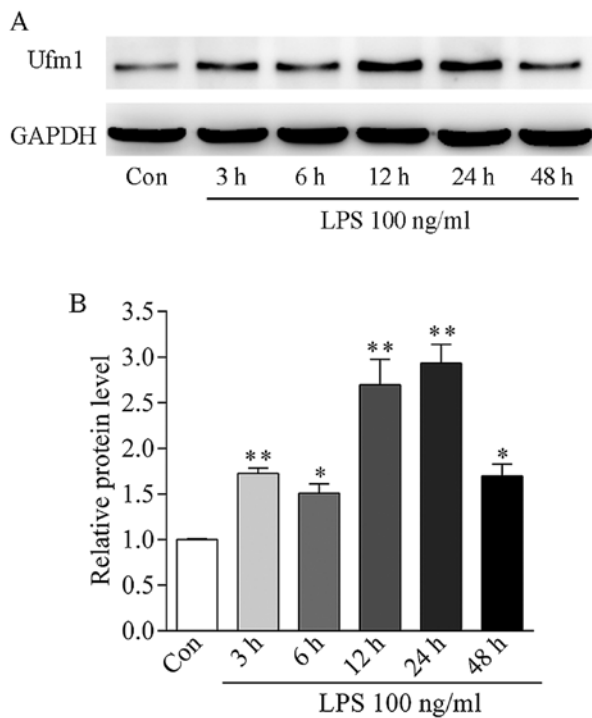 A
Ufm1
GAPDH
Con 3 h 6 h 12 h 24 h 48 h
LPS 100 ng/ml
B
Relative protein level
3.5
3.0
2.5
2.0
1.5
1.0
0.5
0.0
** * ** ** *
Con 3 h 6 h 12 h 24 h 48 h
LPS 100 ng/ml